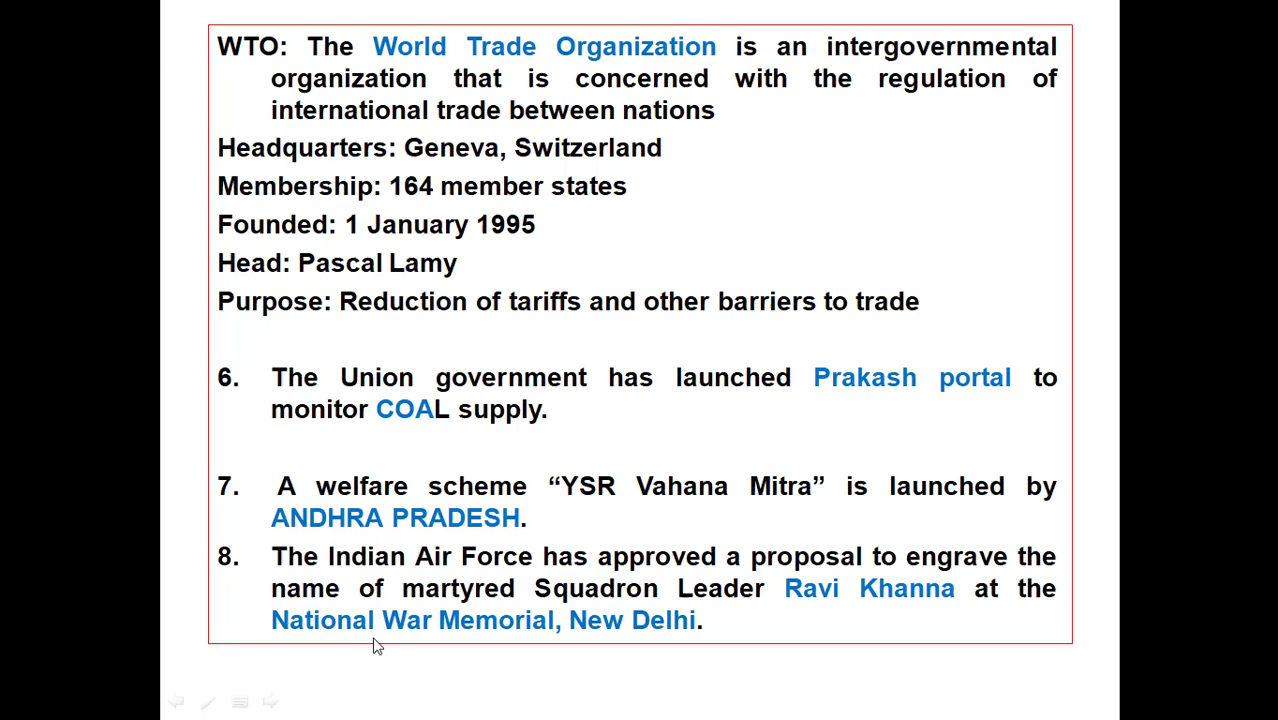 WTO: The World Trade Organization is an intergovernmental
organization that is concerned with the regulation of
international trade between nations
Headquarters: Geneva, Switzerland
Membership: 164 member states
Founded: 1 January 1995
Head: Pascal Lamy
Purpose: Reduction of tariffs and other barriers to trade
6. The Union government has launched Prakash portal to
monitor COAL supply.
7. A welfare scheme “YSR Vahana Mitra” is launched by
ANDHRA PRADESH.
8. The Indian Air Force has approved a proposal to engrave the
name of martyred Squadron Leader Ravi Khanna at the
National War Memorial, New Delhi.